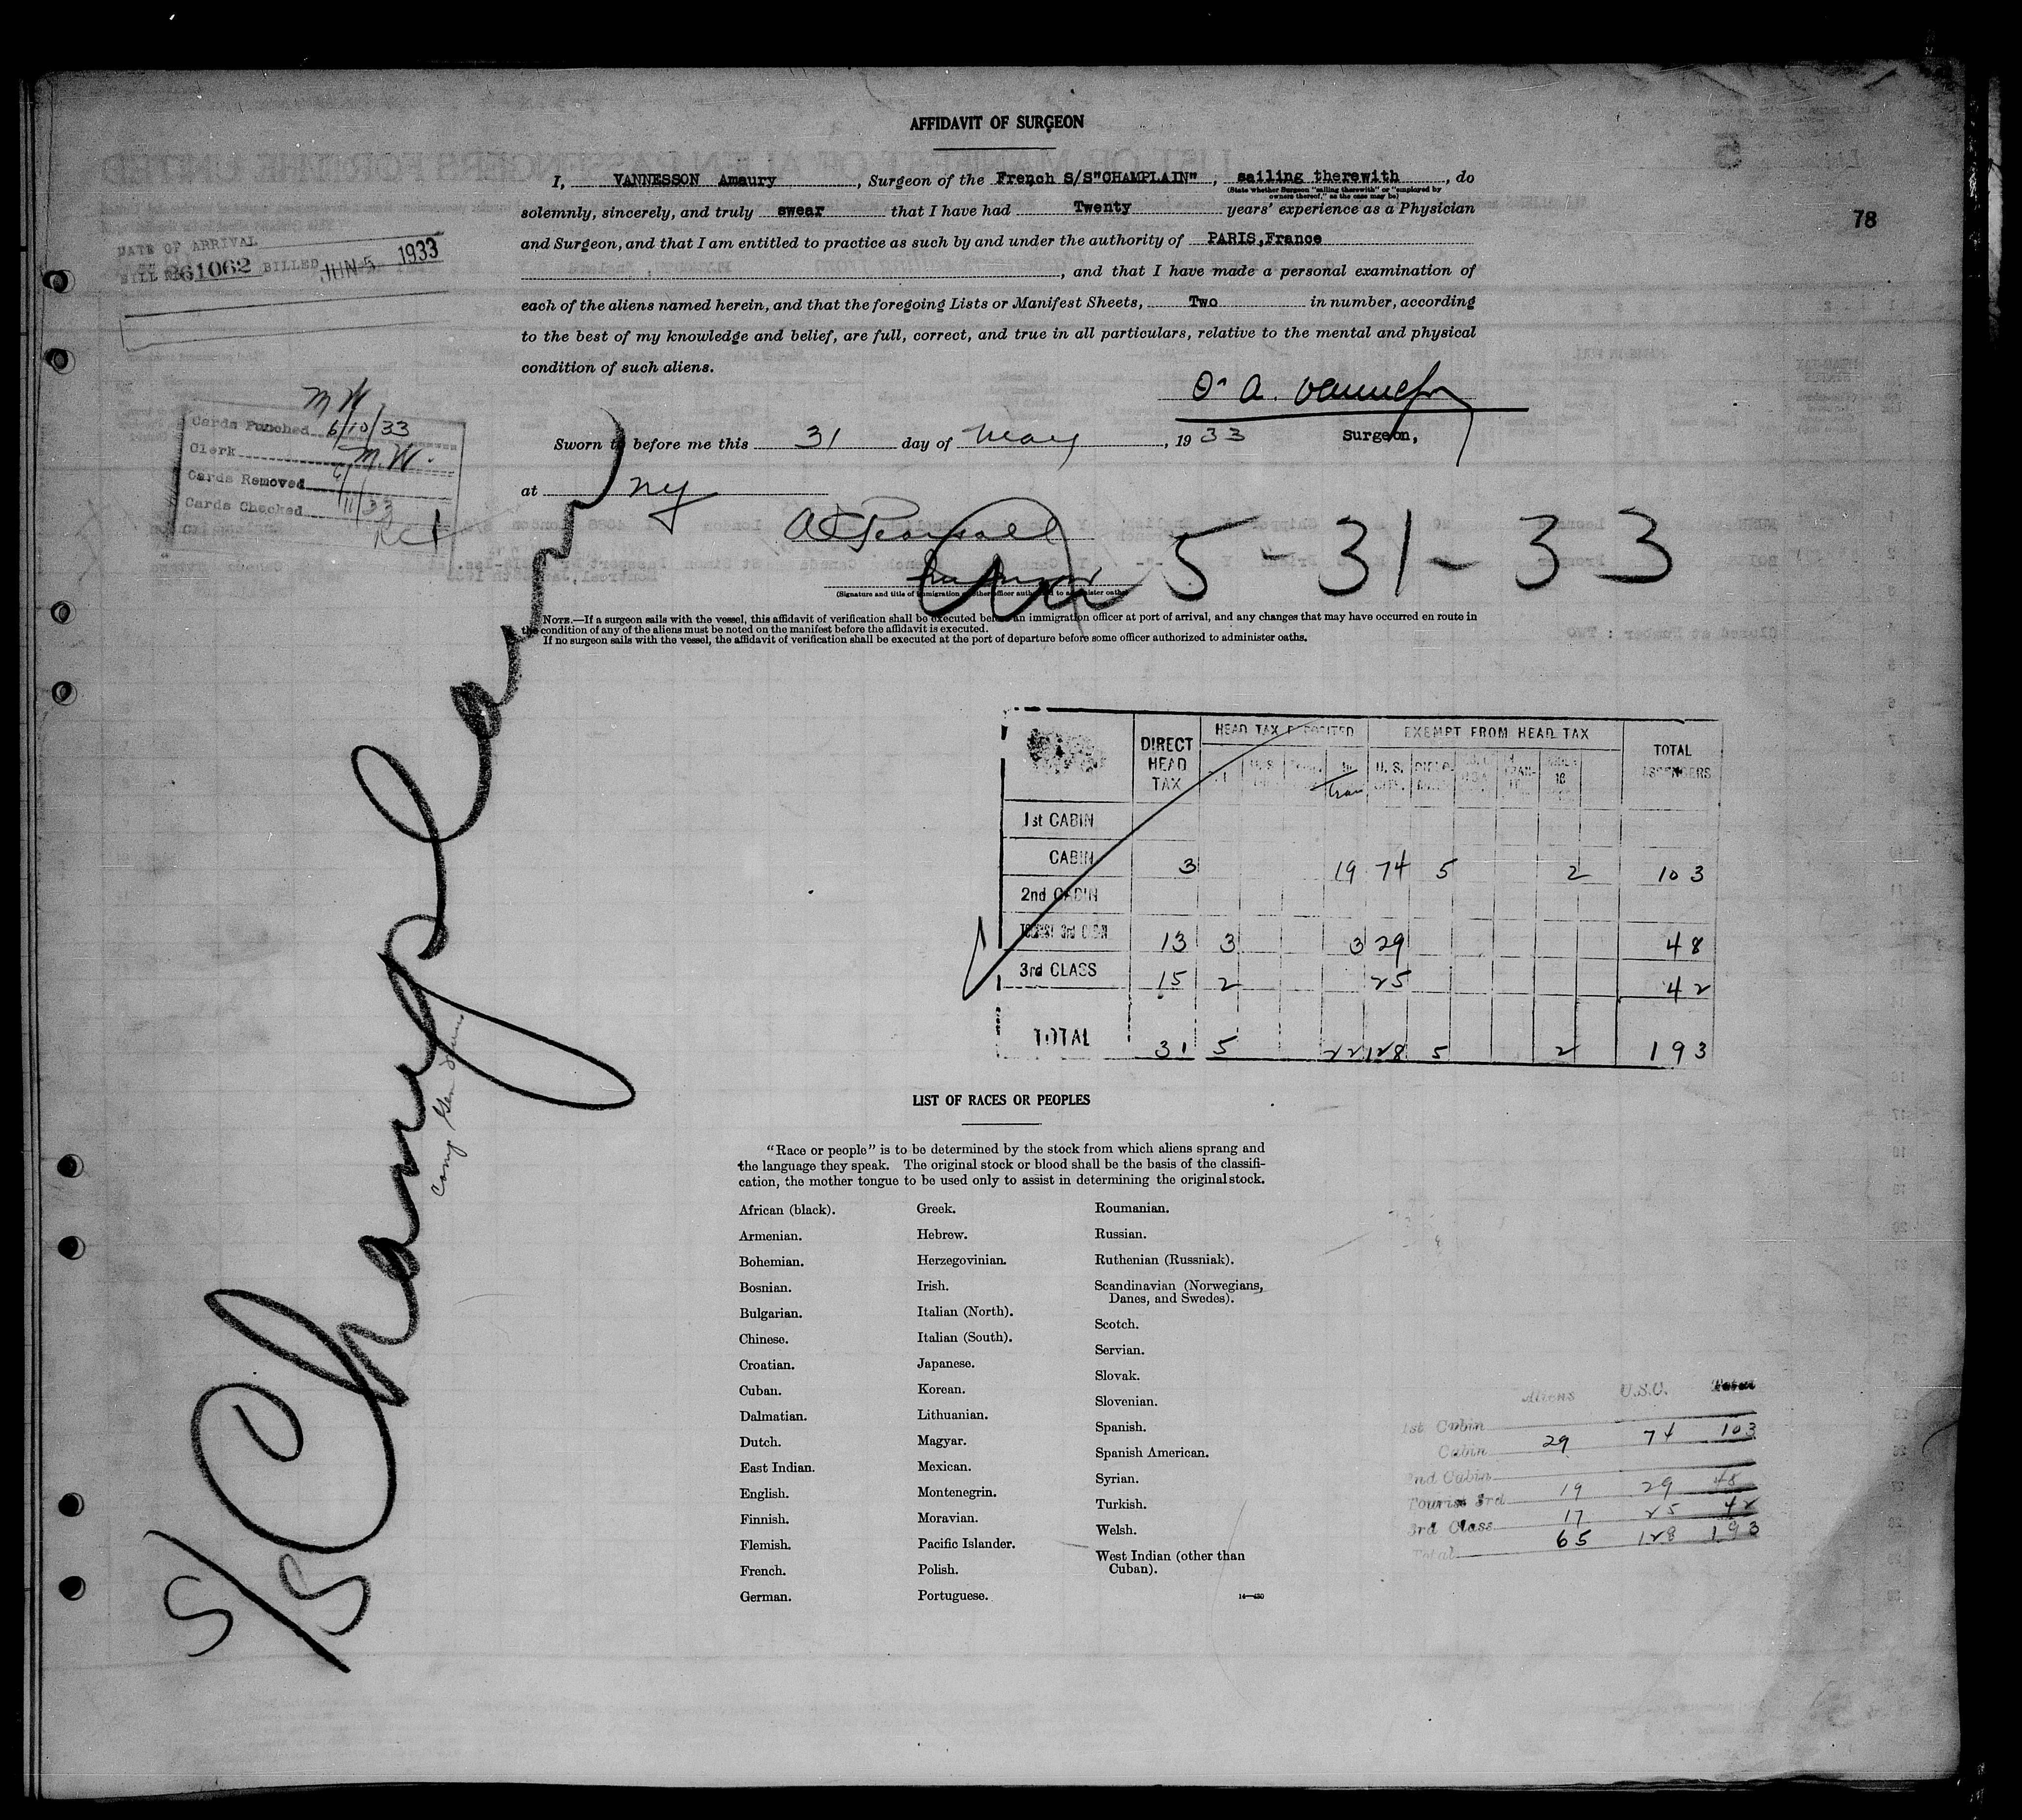 AFFIDAVIT OF SURGEON
I, VANNESSON Amaury, Surgeon of the French S/S"CHAMPLAIN", sailing therewith, do
(State whether Surgeon "sailing therewith" or "employed by
owners thereof," as the case may be)
solemnly, sincerely, and truly swear that I have had Twenty years' experience as a Physician
and Surgeon, and that I am entitled to practice as such by and under the authority of PARIS,France
, and that I have made a personal examination of
each of the aliens named herein, and that the foregoing Lists or Manifest Sheets, Two in number, according
to the best of my knowledge and belief, are full, correct, and true in all particulars, relative to the mental and physical
condition of such aliens.
78
DATE OF ARRIVAL
BILL 261062 BILLED JUN 5 1933
M W
Cards Punched 6/10/33
Clerk M.W.
Cards Removed
Cards Checked
Surgeon,
Sworn to before me this 31 day of May, 1933
at ny
5-31-33
(Signature and title of immigration or other officer authorized to administer oaths)
NOTE.—If a surgeon sails with the vessel, this affidavit of verification shall be executed before an immigration officer at port of arrival, and any changes that may have occurred en route in
the condition of any of the aliens must be noted on the manifest before the affidavit is executed.
If no surgeon sails with the vessel, the affidavit of verification shall be executed at the port of departure before some officer authorized to administer oaths.
S/S Champlain
DIRECT HEAD TAX HEAD TAX DEPOSITED EXEMPT FROM HEAD TAX TOTAL PASSENGERS
U. S.
1st CABIN
CABIN 3 19 74 5 2 103
2nd CABIN
TOURIST 3rd CABIN 13 3 3 29 48
3rd CLASS 15 2 25 42
TOTAL 31 5 22 128 5 2 193
LIST OF RACES OR PEOPLES
"Race or people" is to be determined by the stock from which aliens sprang and
the language they speak. The original stock or blood shall be the basis of the classifi-
cation, the mother tongue to be used only to assist in determining the original stock.
African (black).
Armenian.
Bohemian.
Bosnian.
Bulgarian.
Chinese.
Croatian.
Cuban.
Dalmatian.
Dutch.
East Indian.
English.
Finnish.
Flemish.
French.
German.
Greek.
Hebrew.
Herzegovinian.
Irish.
Italian (North).
Italian (South).
Japanese.
Korean.
Lithuanian.
Magyar.
Mexican.
Montenegrin.
Moravian.
Pacific Islander.
Polish.
Portuguese.
Roumanian.
Russian.
Ruthenian (Russniak).
Scandinavian (Norwegians,
Danes, and Swedes).
Scotch.
Servian.
Slovak.
Slovenian.
Spanish.
Spanish American.
Syrian.
Turkish.
Welsh.
West Indian (other than
Cuban).
14—430
Aliens U.S.C. Total
1st Cabin
Cabin 29 74 103
2nd Cabin
Tourist 3rd 19 29 48
3rd Class 17 25 42
Total 65 128 193